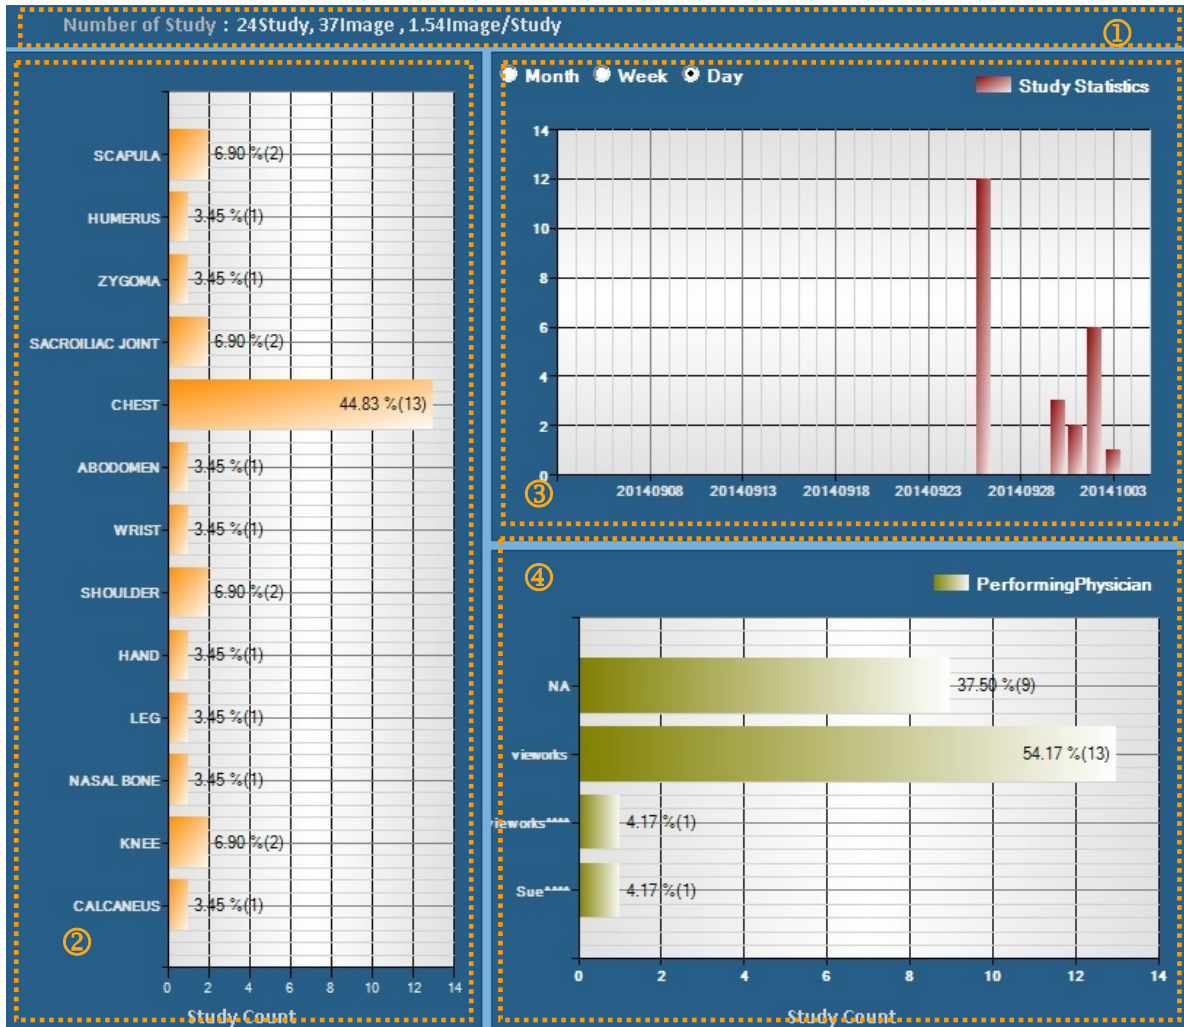 Number of Study : 24Study, 37Image , 1.54Image/Study
①
SCAPULA 6.90 %(2)
HUMERUS 3.45 %(1)
ZYGOMA 3.45 %(1)
SACROILIAC JOINT 6.90 %(2)
CHEST 44.83 %(13)
ABODOMEN 3.45 %(1)
WRIST 3.45 %(1)
SHOULDER 6.90 %(2)
HAND 3.45 %(1)
LEG 3.45 %(1)
NASAL BONE 3.45 %(1)
KNEE 6.90 %(2)
CALCANEUS 3.45 %(1)
②
0 2 4 6 8 10 12 14
Study Count
Month Week Day
Study Statistics
14
12
10
8
6
4
2
0
③
20140908 20140913 20140918 20140923 20140928 20141003
④
PerformingPhysician
NA 37.50 %(9)
vieworks 54.17 %(13)
vieworks^^^^ 4.17 %(1)
Sue^^^^ 4.17 %(1)
0 2 4 6 8 10 12 14
Study Count